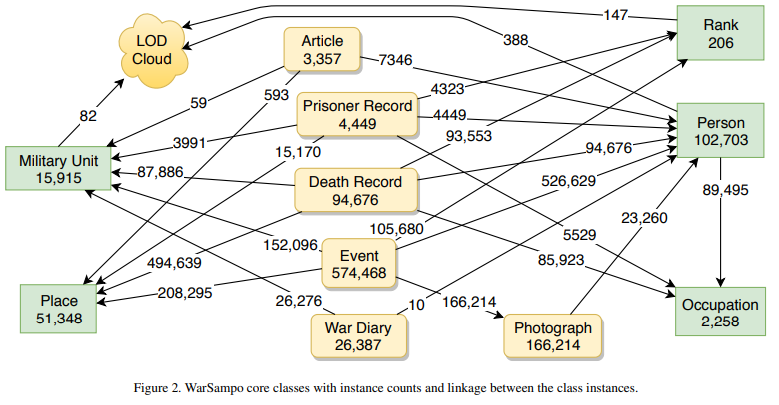 147
LOD
Cloud
388
Rank
206
Article
3,357
7346
593
82
59
Prisoner Record
4,449
4323
4449
93,553
Person
102,703
3991
15,170
Military Unit
15,915
87,886
Death Record
94,676
94,676
526,629
89,495
105,680
23,260
5529
152,096
Event
574,468
494,639
85,923
208,295
26,276
10
166,214
Place
51,348
War Diary
26,387
Photograph
166,214
Occupation
2,258
Figure 2. WarSampo core classes with instance counts and linkage between the class instances.